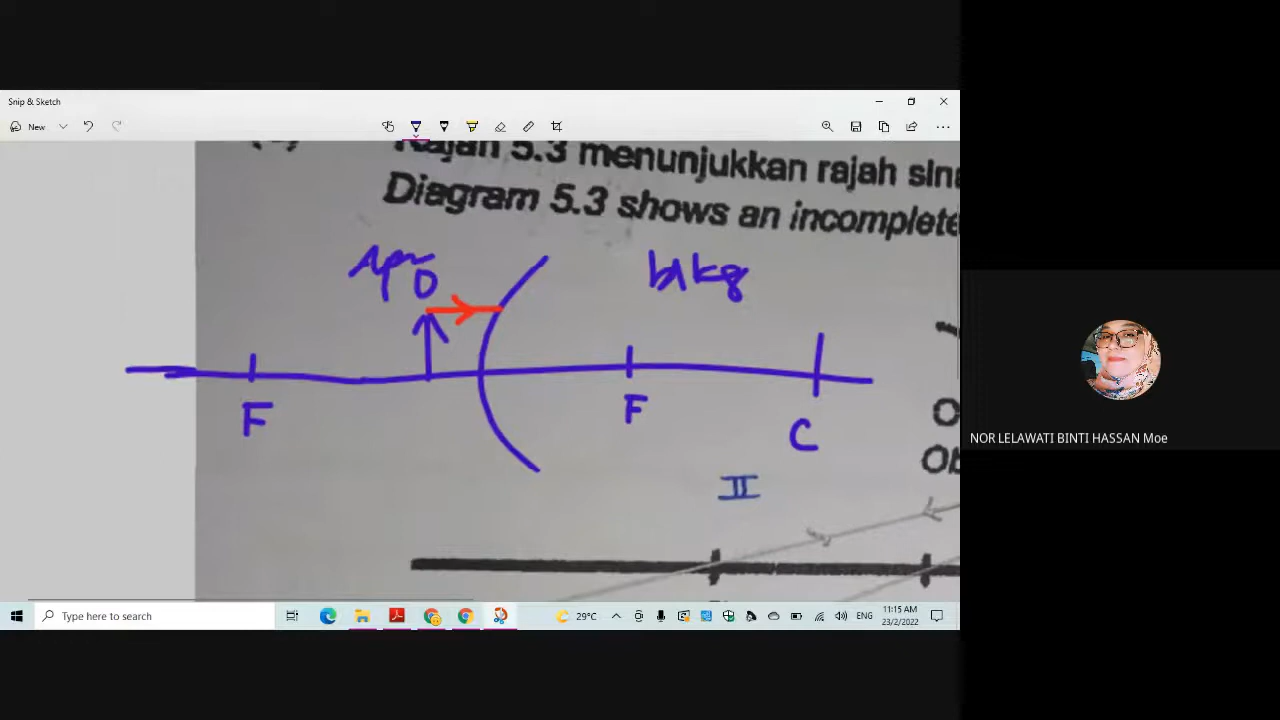 Snip & Sketch
New
Rajah 5.3 menunjukkan rajah sina
Diagram 5.3 shows an incomplete
O
blkg
F
F
C
II
O
Ob
NOR LELAWATI BINTI HASSAN Moe
Type here to search
29°C
ENG
11:15 AM
23/2/2022